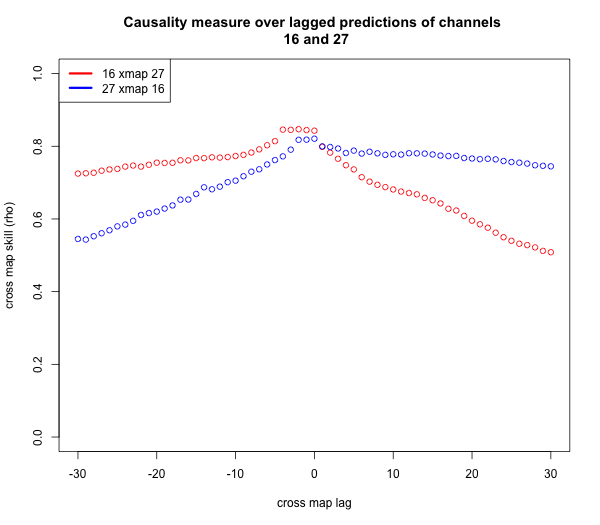 Causality measure over lagged predictions of channels
16 and 27
16 xmap 27
27 xmap 16
cross map skill (rho)
1.0
0.8
0.6
0.4
0.2
0.0
-30 -20 -10 0 10 20 30
cross map lag